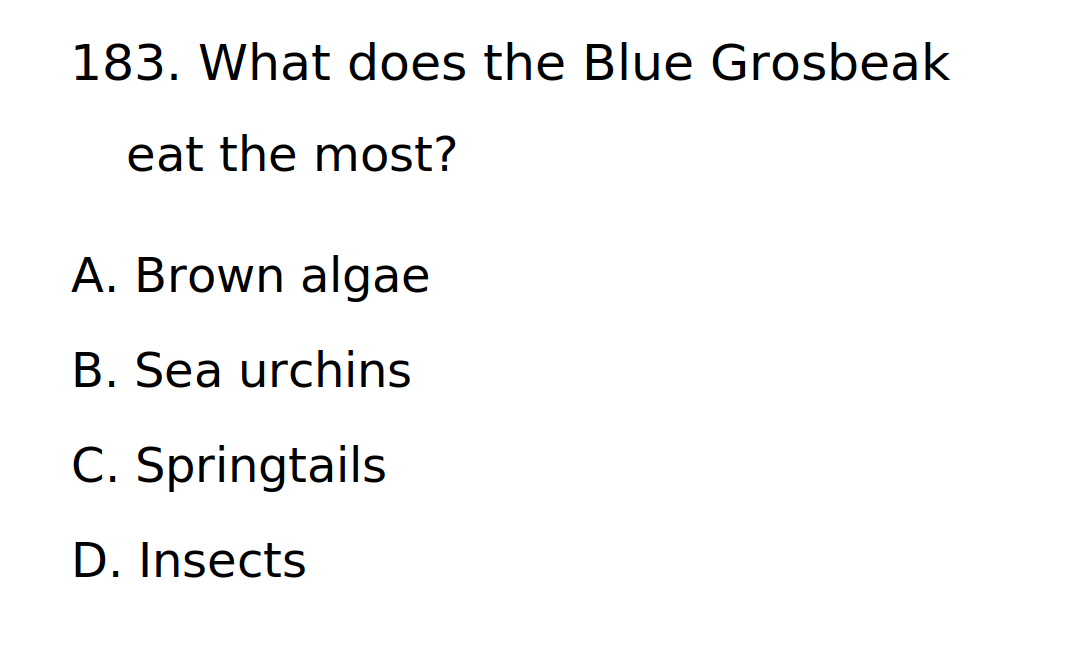 183. What does the Blue Grosbeak
eat the most?
A. Brown algae
B. Sea urchins
C. Springtails
D. Insects